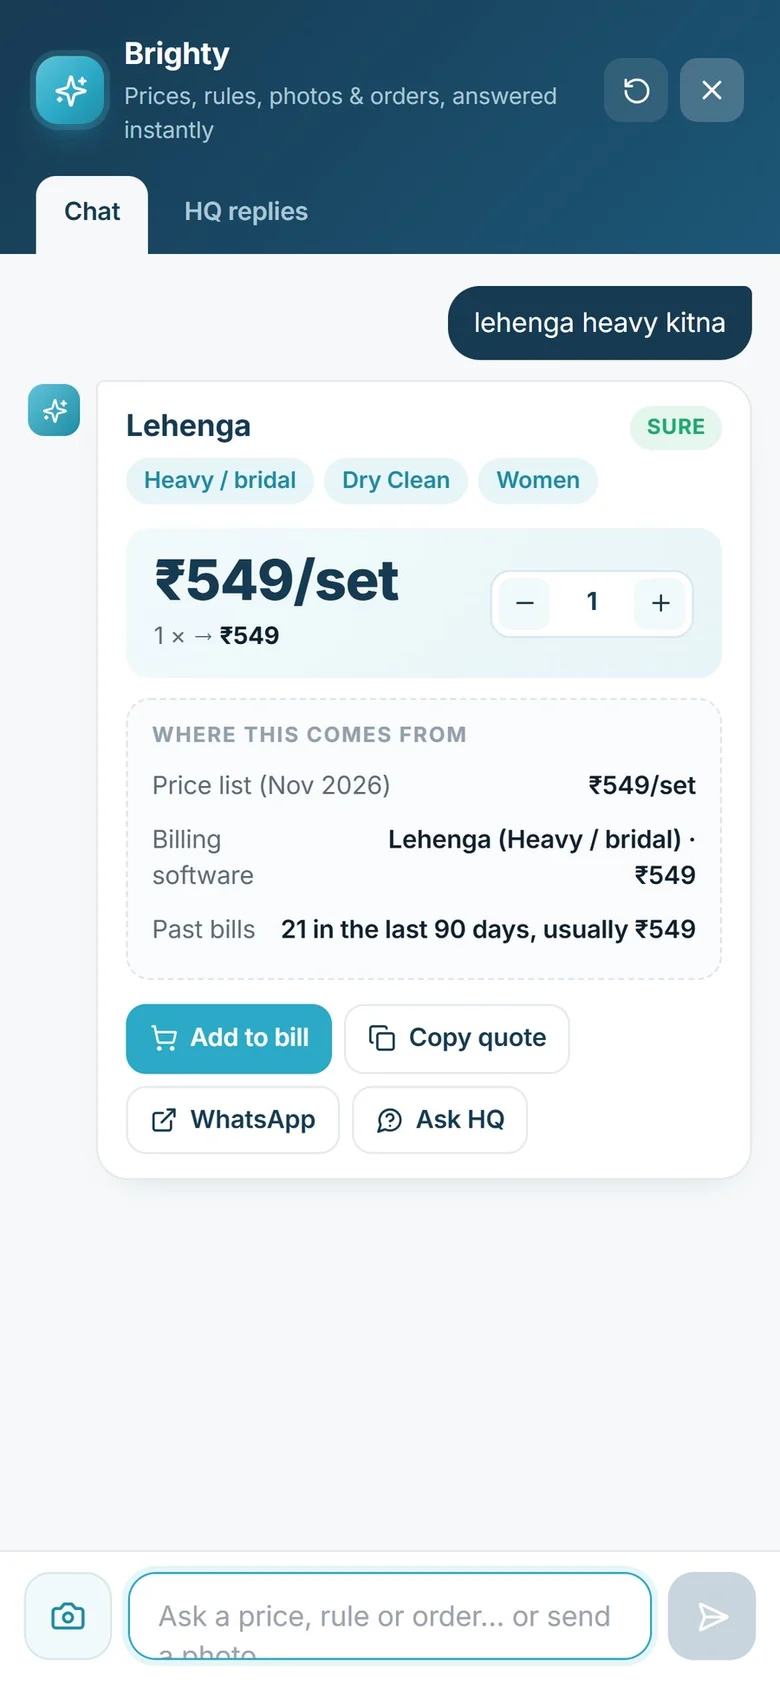 Brighty
Prices, rules, photos & orders, answered
instantly
Chat
HQ replies
lehenga heavy kitna
Lehenga
SURE
Heavy / bridal
Dry Clean
Women
₹549/set
1 × → ₹549
− 1 +
WHERE THIS COMES FROM
Price list (Nov 2026) ₹549/set
Billing software
Lehenga (Heavy / bridal) · ₹549
Past bills 21 in the last 90 days, usually ₹549
Add to bill
Copy quote
WhatsApp
Ask HQ
Ask a price, rule or order... or send
a photo